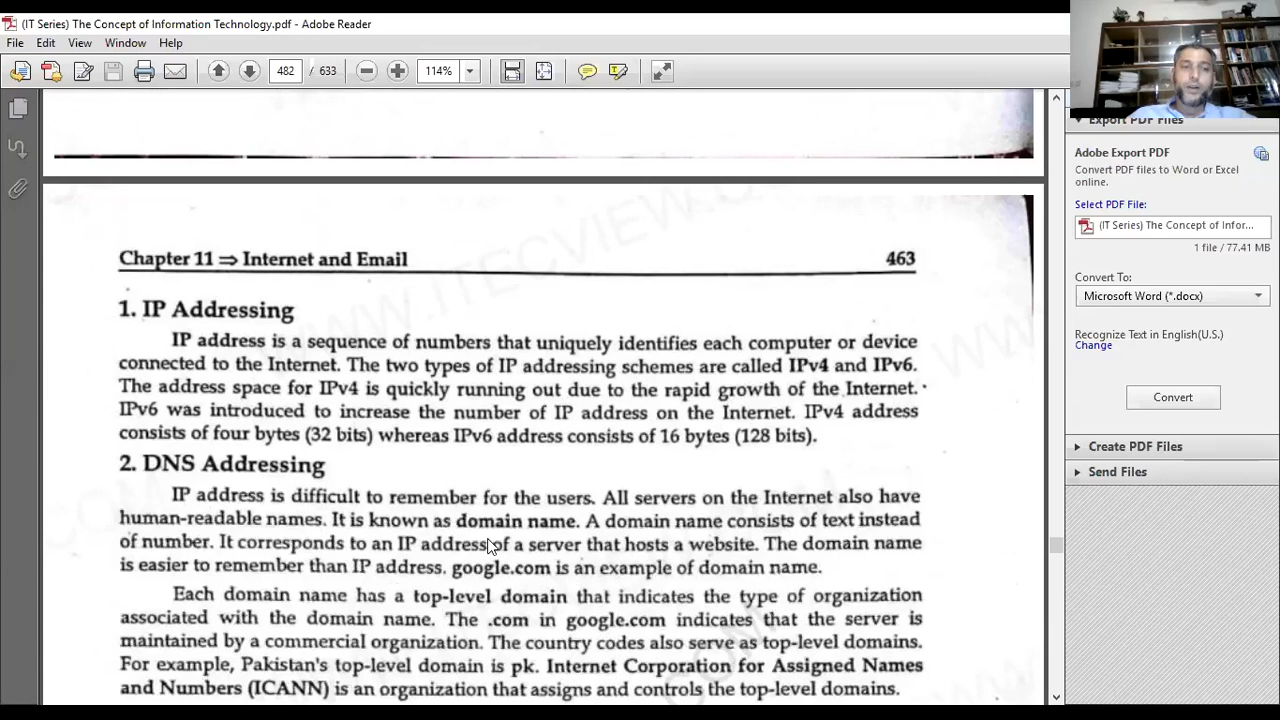 (IT Series) The Concept of Information Technology.pdf - Adobe Reader
File Edit View Window Help
482 / 633 114%
Export PDF Files
Adobe Export PDF
Convert PDF files to Word or Excel
online.
Select PDF File:
(IT Series) The Concept of Infor...
1 file / 77.41 MB
Convert To:
Microsoft Word (*.docx)
Recognize Text in English(U.S.)
Change
Convert
Create PDF Files
Send Files
Chapter 11 ⇒ Internet and Email 463
1. IP Addressing
IP address is a sequence of numbers that uniquely identifies each computer or device
connected to the Internet. The two types of IP addressing schemes are called IPv4 and IPv6.
The address space for IPv4 is quickly running out due to the rapid growth of the Internet.
IPv6 was introduced to increase the number of IP address on the Internet. IPv4 address
consists of four bytes (32 bits) whereas IPv6 address consists of 16 bytes (128 bits).
2. DNS Addressing
IP address is difficult to remember for the users. All servers on the Internet also have
human-readable names. It is known as domain name. A domain name consists of text instead
of number. It corresponds to an IP address of a server that hosts a website. The domain name
is easier to remember than IP address. google.com is an example of domain name.
Each domain name has a top-level domain that indicates the type of organization
associated with the domain name. The .com in google.com indicates that the server is
maintained by a commercial organization. The country codes also serve as top-level domains.
For example, Pakistan's top-level domain is pk. Internet Corporation for Assigned Names
and Numbers (ICANN) is an organization that assigns and controls the top-level domains.
WWW.ITECVIEW.COM